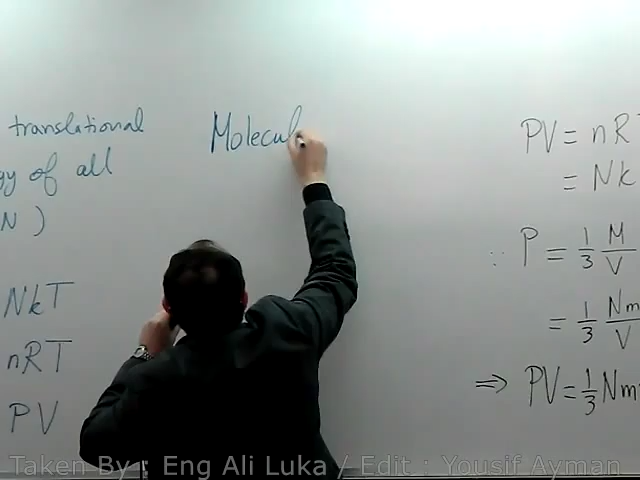 translational
gy of all
N )
NkT
nRT
PV
Molecul
PV = nRT
= Nk
∴ P = 1/3 M/V
= 1/3 Nm/V
⇒ PV = 1/3 Nm
Taken By : Eng Ali Luka / Edit : Yousif Ayman